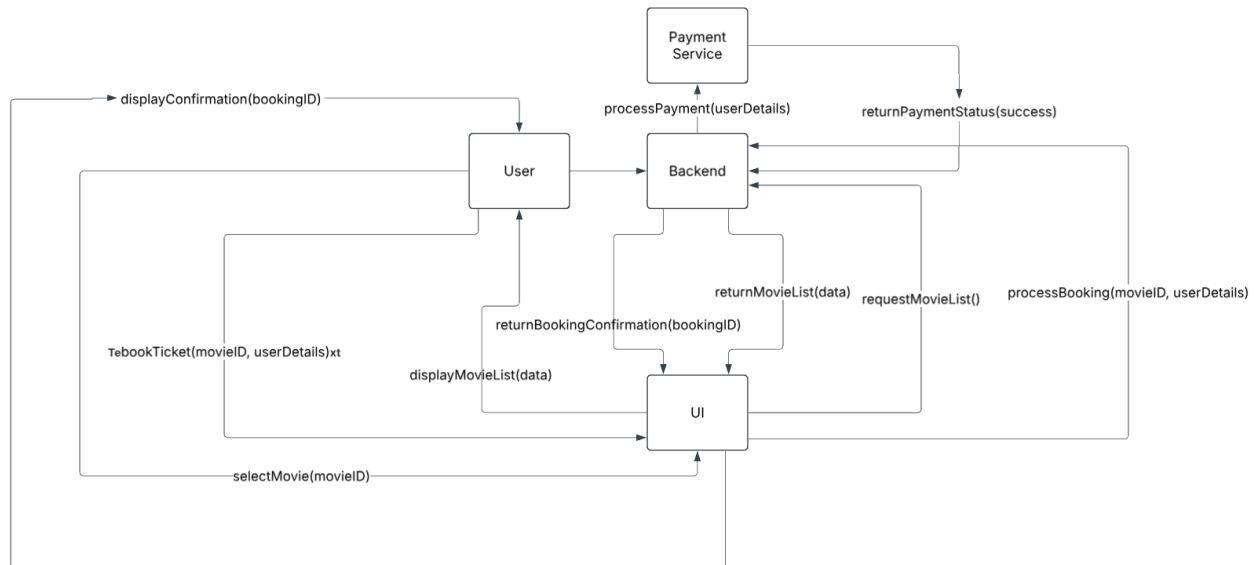 Payment
Service
displayConfirmation(bookingID)
processPayment(userDetails)
returnPaymentStatus(success)
User
Backend
returnMovieList(data)
requestMovieList()
processBooking(movieID, userDetails)
returnBookingConfirmation(bookingID)
TebookTicket(movieID, userDetails)xt
displayMovieList(data)
UI
selectMovie(movieID)